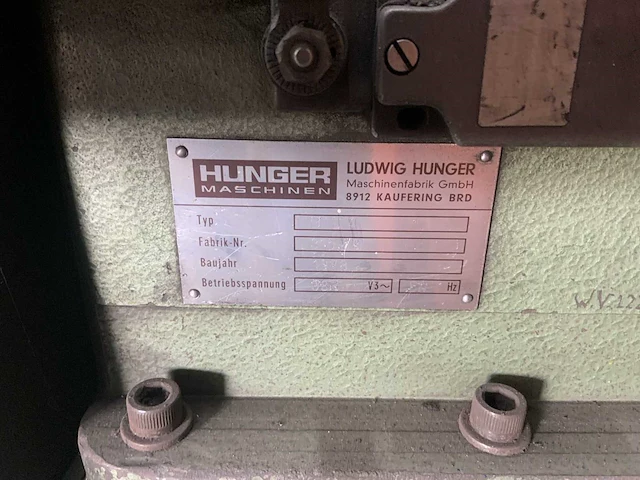 HUNGER
MASCHINEN
LUDWIG HUNGER
Maschinenfabrik GmbH
8912 KAUFERING BRD
Typ
Fabrik-Nr.
Baujahr
Betriebsspannung V3~ Hz